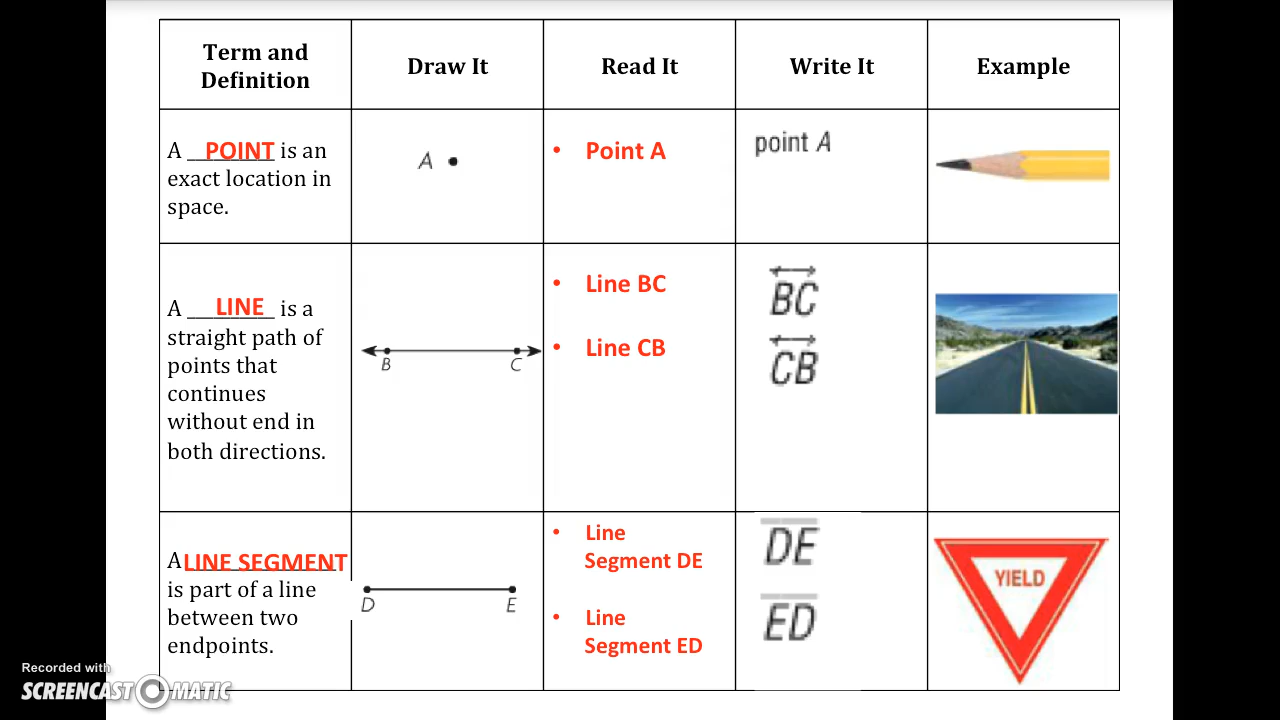 Term and
Definition
Draw It
Read It
Write It
Example
A POINT is an
exact location in
space.
A
• Point A
point A
A LINE is a
straight path of
points that
continues
without end in
both directions.
B
C
• Line BC
• Line CB
BC
CB
A LINE SEGMENT
is part of a line
between two
endpoints.
D
E
• Line
Segment DE
• Line
Segment ED
DE
ED
YIELD
Recorded with
SCREENCAST-O-MATIC